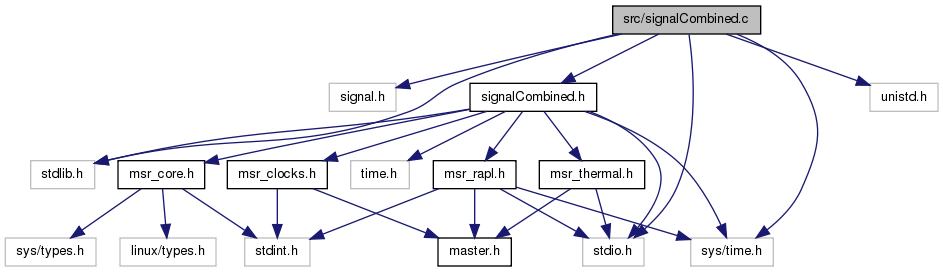 src/signalCombined.c
signal.h
signalCombined.h
unistd.h
stdlib.h
msr_core.h
msr_clocks.h
time.h
msr_rapl.h
msr_thermal.h
sys/types.h
linux/types.h
stdint.h
master.h
stdio.h
sys/time.h